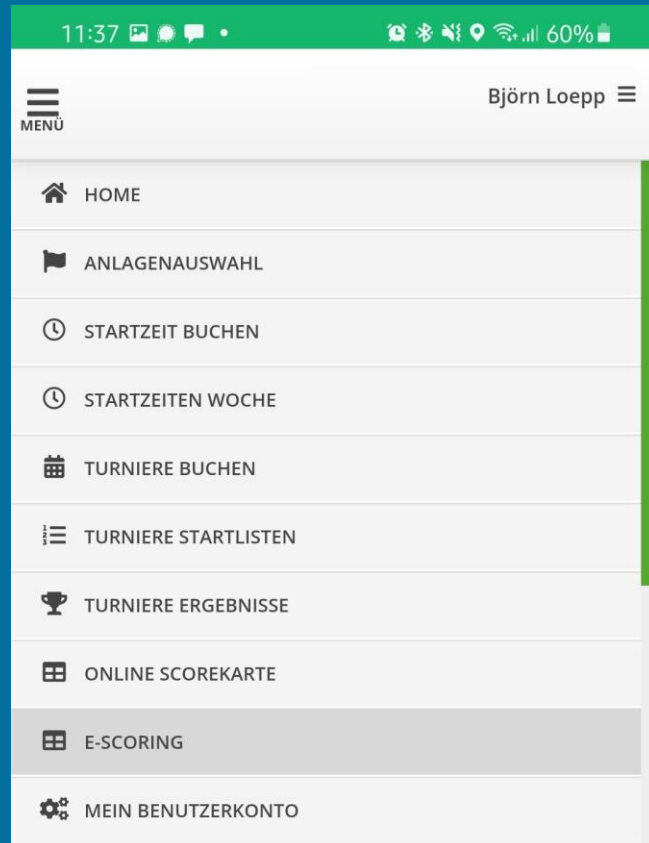 11:37 60%
Björn Loepp
MENÜ
HOME
ANLAGENAUSWAHL
STARTZEIT BUCHEN
STARTZEITEN WOCHE
TURNIERE BUCHEN
TURNIERE STARTLISTEN
TURNIERE ERGEBNISSE
ONLINE SCOREKARTE
E-SCORING
MEIN BENUTZERKONTO